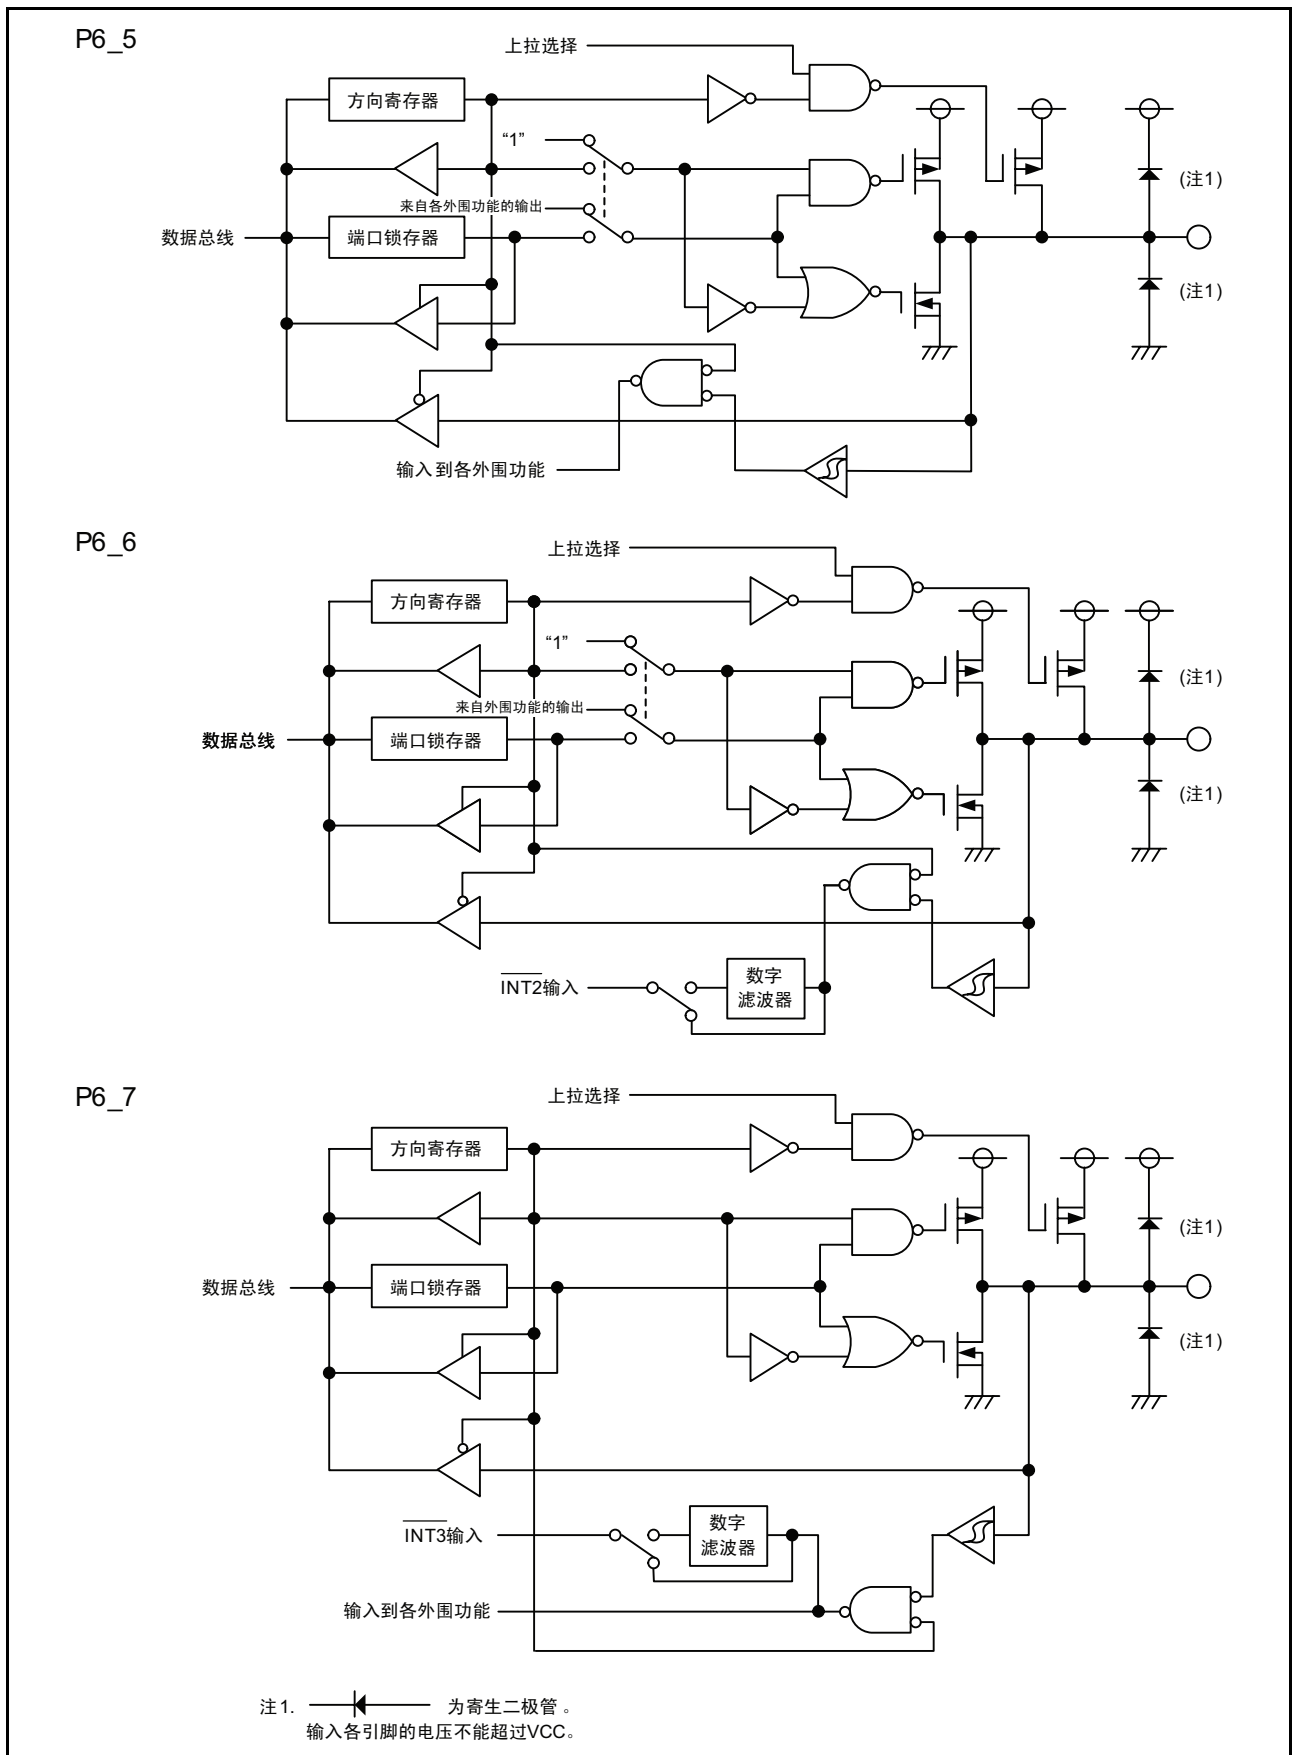 P6_5
上拉选择
方向寄存器
“1”
(注1)
来自各外围功能的输出
数据总线
端口锁存器
(注1)
输入到各外围功能
P6_6
上拉选择
方向寄存器
“1”
(注1)
来自外围功能的输出
数据总线
端口锁存器
(注1)
数字
滤波器
INT2输入
P6_7
上拉选择
方向寄存器
(注1)
数据总线
端口锁存器
(注1)
数字
滤波器
INT3输入
输入到各外围功能
注1. 为寄生二极管。
输入各引脚的电压不能超过VCC。